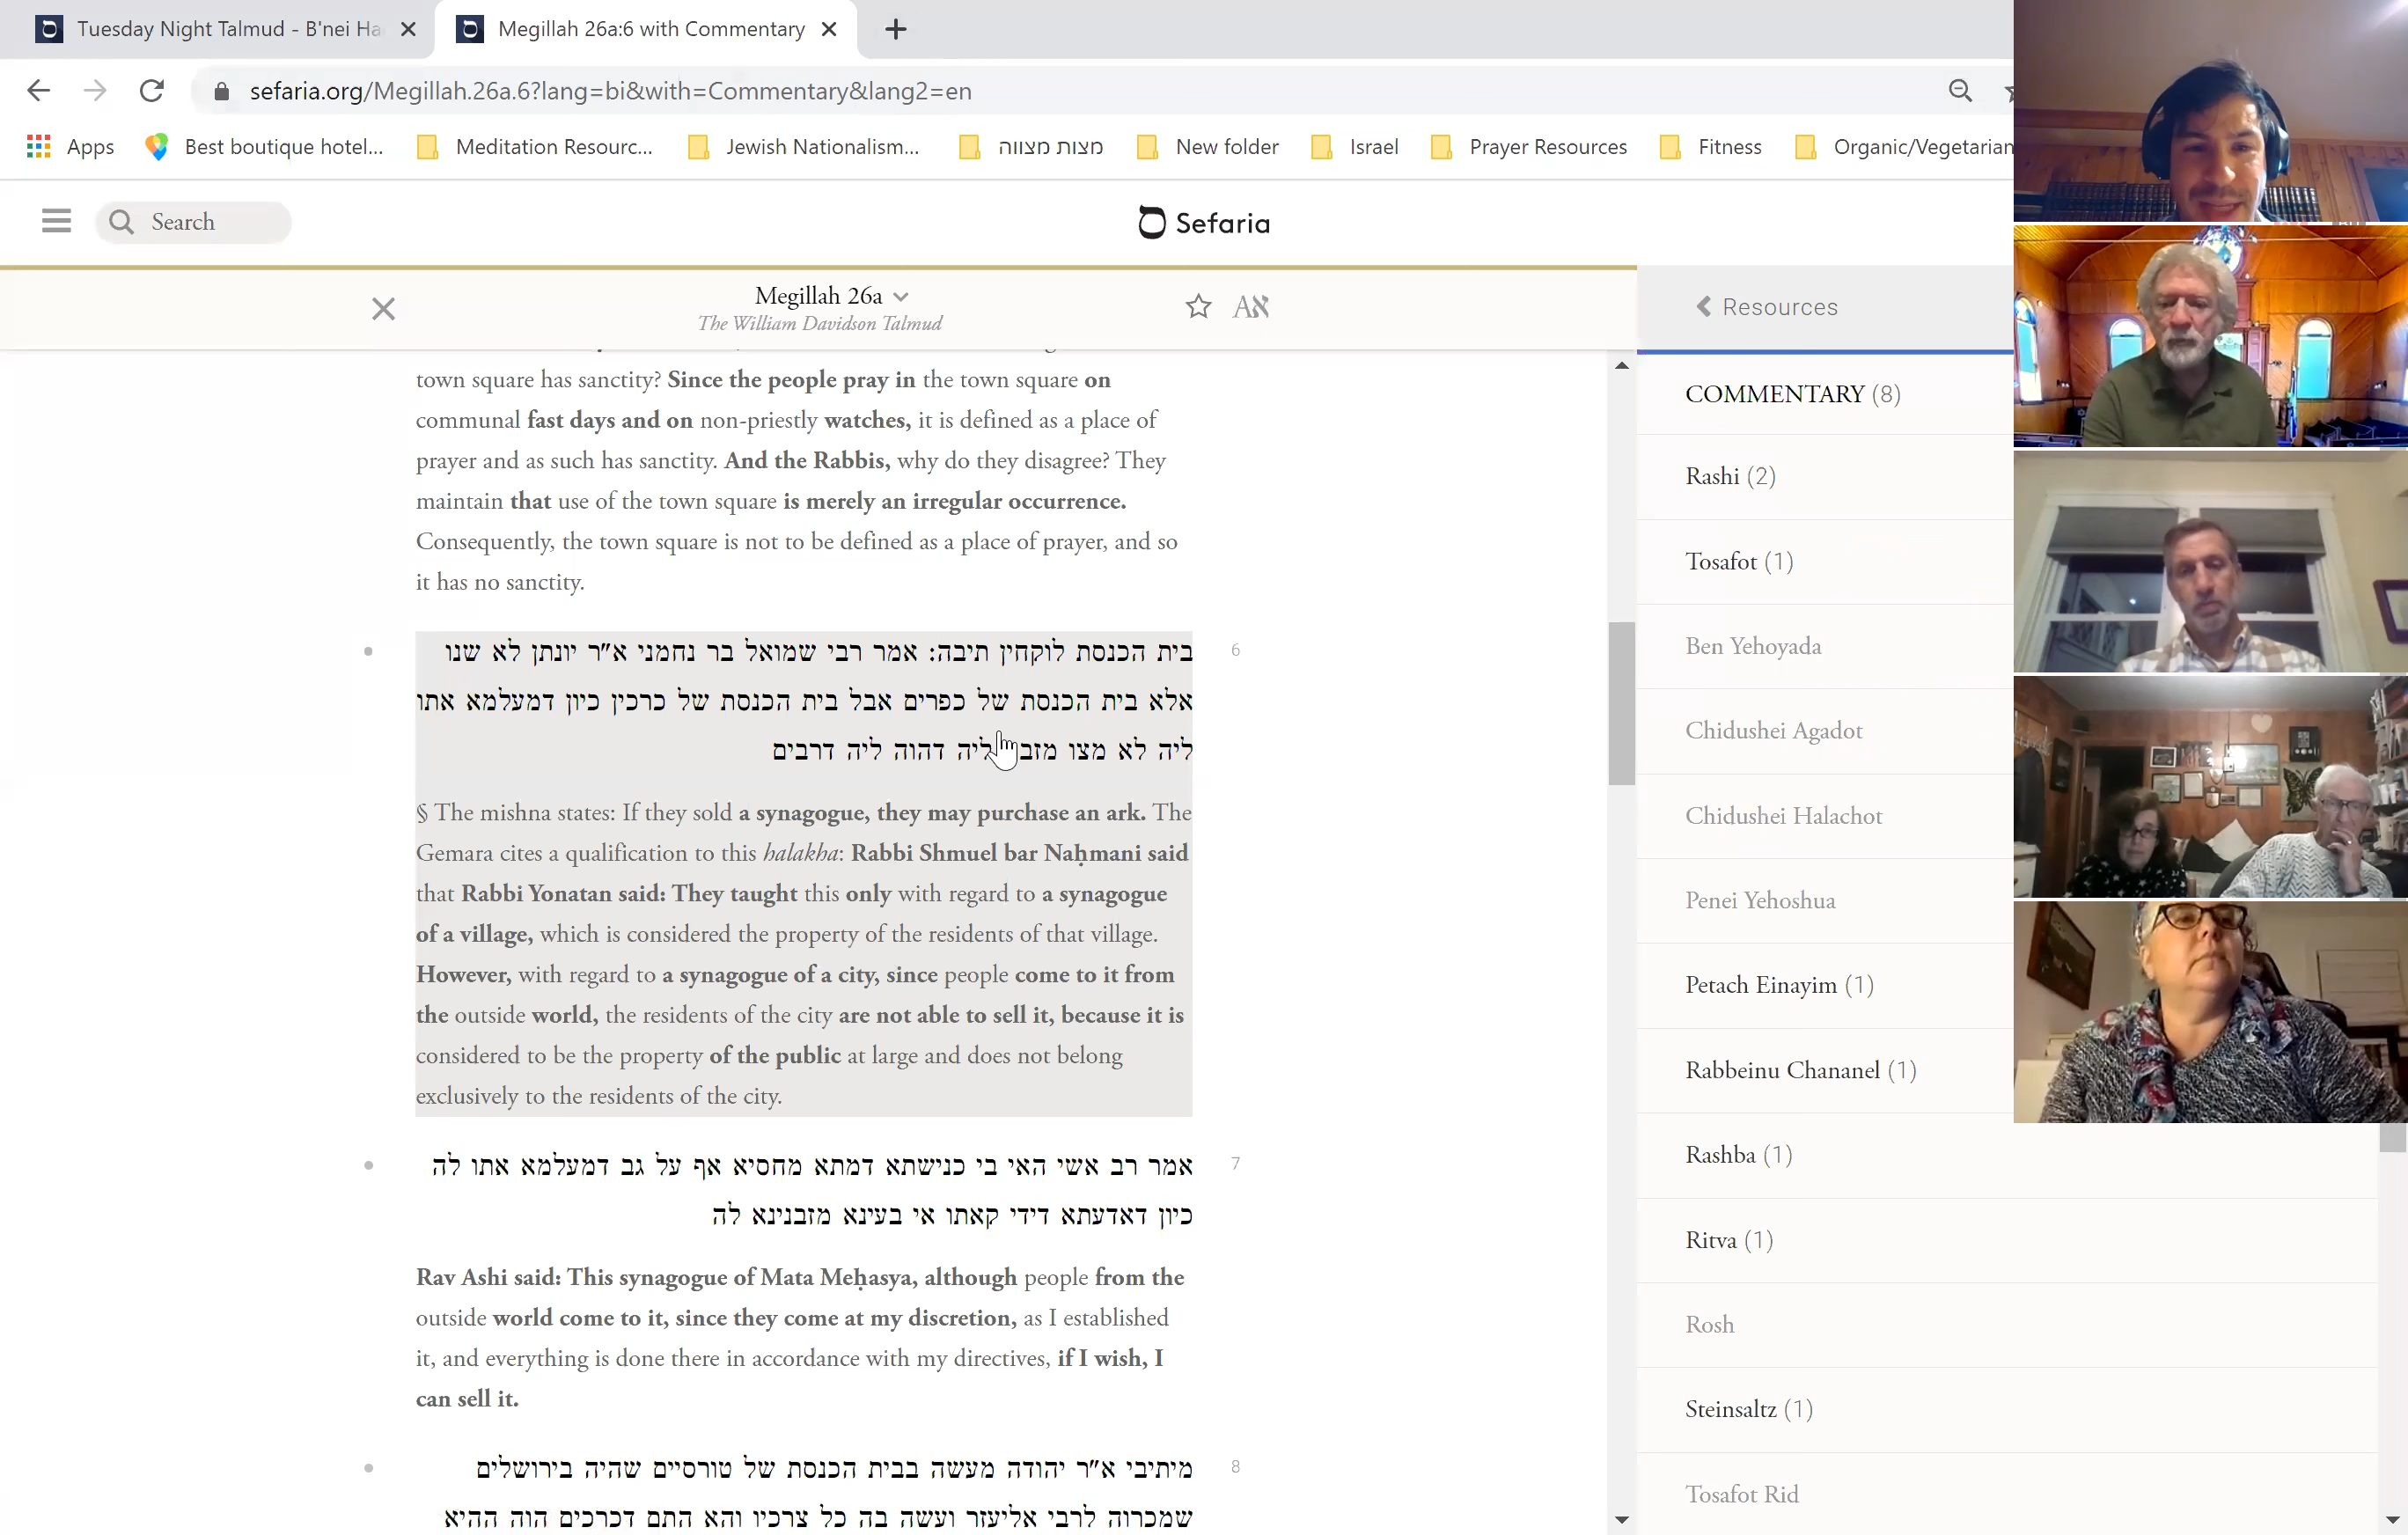 Tuesday Night Talmud - B'nei Ha
Megillah 26a:6 with Commentary
sefaria.org/Megillah.26a.6?lang=bi&with=Commentary&lang2=en
Apps
Best boutique hotel...
Meditation Resourc...
Jewish Nationalism...
מצות מצווה
New folder
Israel
Prayer Resources
Fitness
Organic/Vegetarian
Search
Sefaria
Megillah 26a
The William Davidson Talmud
Aא
town square has sanctity? Since the people pray in the town square on
communal fast days and on non-priestly watches, it is defined as a place of
prayer and as such has sanctity. And the Rabbis, why do they disagree? They
maintain that use of the town square is merely an irregular occurrence.
Consequently, the town square is not to be defined as a place of prayer, and so
it has no sanctity.
6
בית הכנסת לוקחין תיבה: אמר רבי שמואל בר נחמני א"ר יונתן לא שנו
אלא בית הכנסת של כפרים אבל בית הכנסת של כרכין כיון דמעלמא אתו
ליה לא מצו ליה דהוה ליה דרבים
§ The mishna states: If they sold a synagogue, they may purchase an ark. The
Gemara cites a qualification to this halakha: Rabbi Shmuel bar Naḥmani said
that Rabbi Yonatan said: They taught this only with regard to a synagogue
of a village, which is considered the property of the residents of that village.
However, with regard to a synagogue of a city, since people come to it from
the outside world, the residents of the city are not able to sell it, because it is
considered to be the property of the public at large and does not belong
exclusively to the residents of the city.
7
אמר רב אשי האי בי כנישתא דמתא מחסיא אף על גב דמעלמא אתו לה
כיון דאדעתא דידי קאתו אי בעינא מזבנינא לה
Rav Ashi said: This synagogue of Mata Meḥasya, although people from the
outside world come to it, since they come at my discretion, as I established
it, and everything is done there in accordance with my directives, if I wish, I
can sell it.
8
מיתיבי א"ר יהודה מעשה בבית הכנסת של טורסיים שהיה בירושלים
שמכרוה לרבי אליעזר ועשה בה כל צרכיו והא התם דכרכים הוה ההיא
Resources
COMMENTARY (8)
Rashi (2)
Tosafot (1)
Ben Yehoyada
Chidushei Agadot
Chidushei Halachot
Penei Yehoshua
Petach Einayim (1)
Rabbeinu Chananel (1)
Rashba (1)
Ritva (1)
Rosh
Steinsaltz (1)
Tosafot Rid